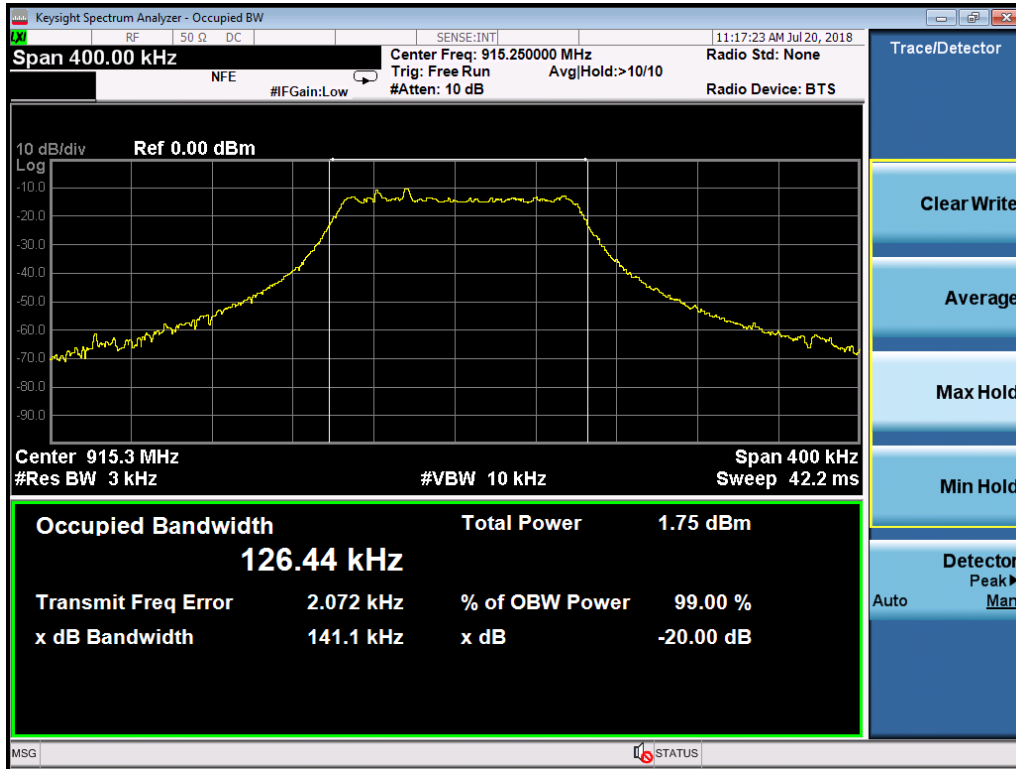 Keysight Spectrum Analyzer - Occupied BW
LXI RF 50 Ω DC SENSE:INT 11:17:23 AM Jul 20, 2018
Span 400.00 kHz Center Freq: 915.250000 MHz Radio Std: None
NFE Trig: Free Run Avg|Hold:>10/10
#IFGain:Low #Atten: 10 dB Radio Device: BTS
10 dB/div Ref 0.00 dBm
Log
-10.0
-20.0
-30.0
-40.0
-50.0
-60.0
-70.0
-80.0
-90.0
Center 915.3 MHz Span 400 kHz
#Res BW 3 kHz #VBW 10 kHz Sweep 42.2 ms
Occupied Bandwidth Total Power 1.75 dBm
126.44 kHz
Transmit Freq Error 2.072 kHz % of OBW Power 99.00 %
x dB Bandwidth 141.1 kHz x dB -20.00 dB
Trace/Detector
Clear Write
Average
Max Hold
Min Hold
Detector
Peak▶
Auto Man
MSG STATUS